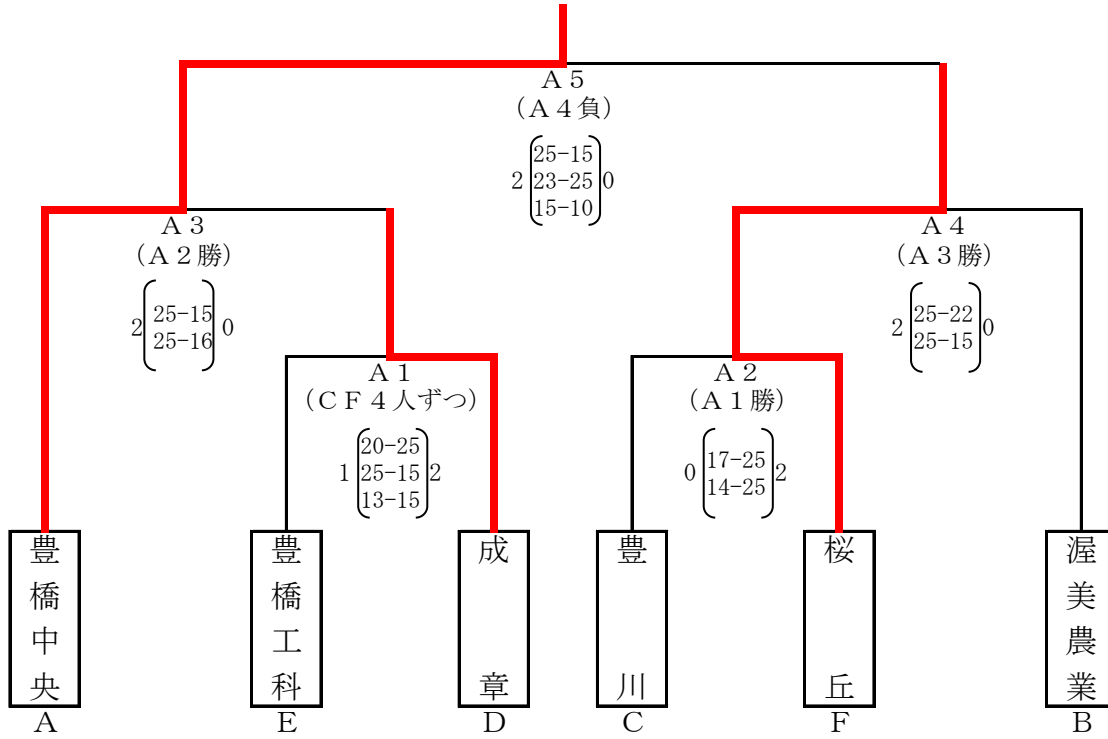 A5
(A4負)
2 25-15 0
23-25
15-10
A3
(A2勝)
2 25-15 0
25-16
A4
(A3勝)
2 25-22 0
25-15
A1
(CF4人ずつ)
20-25
1 25-15 2
13-15
A2
(A1勝)
0 17-25 2
14-25
豊橋中央
豊橋工科
成章
豊川
桜丘
渥美農業
A
E
D
C
F
B